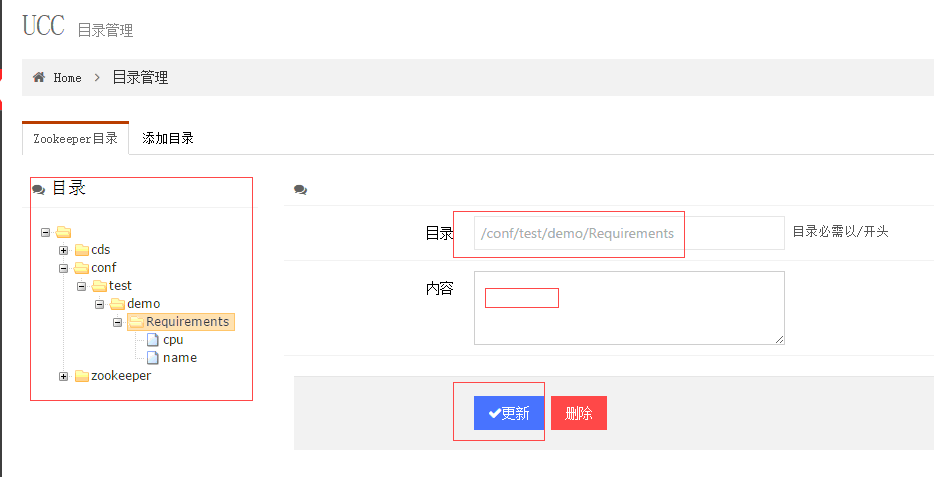 UCC 目录管理
Home > 目录管理
Zookeeper目录 添加目录
目录
cds
conf
test
demo
Requirements
cpu
name
zookeeper
目录 /conf/test/demo/Requirements 目录必需以/开头
内容
更新 删除